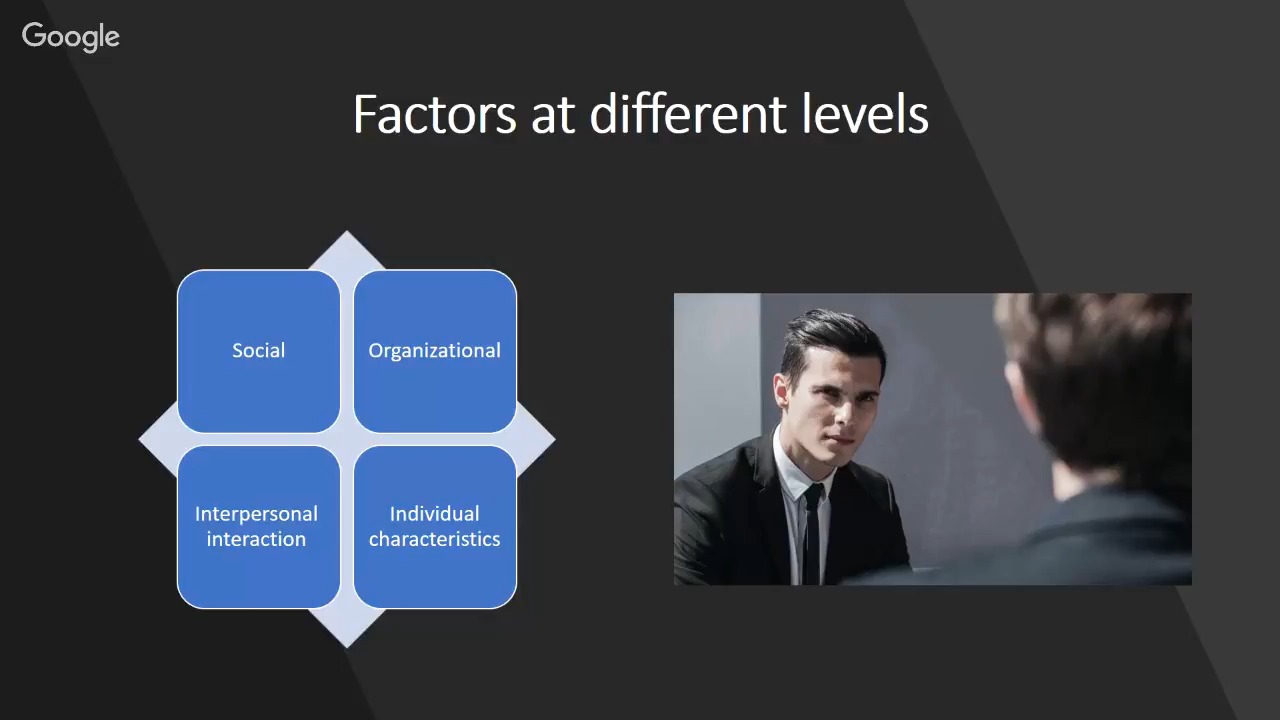 Google
Factors at different levels
Social
Organizational
Interpersonal
interaction
Individual
characteristics